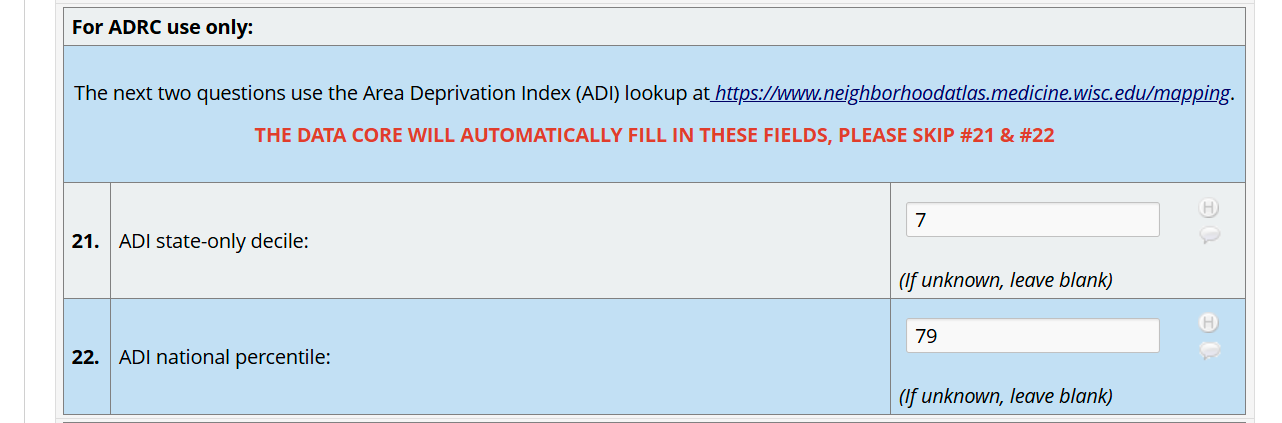 For ADRC use only:
The next two questions use the Area Deprivation Index (ADI) lookup at https://www.neighborhoodatlas.medicine.wisc.edu/mapping.
THE DATA CORE WILL AUTOMATICALLY FILL IN THESE FIELDS, PLEASE SKIP #21 & #22
21. ADI state-only decile: 7 H
(If unknown, leave blank)
22. ADI national percentile: 79 H
(If unknown, leave blank)